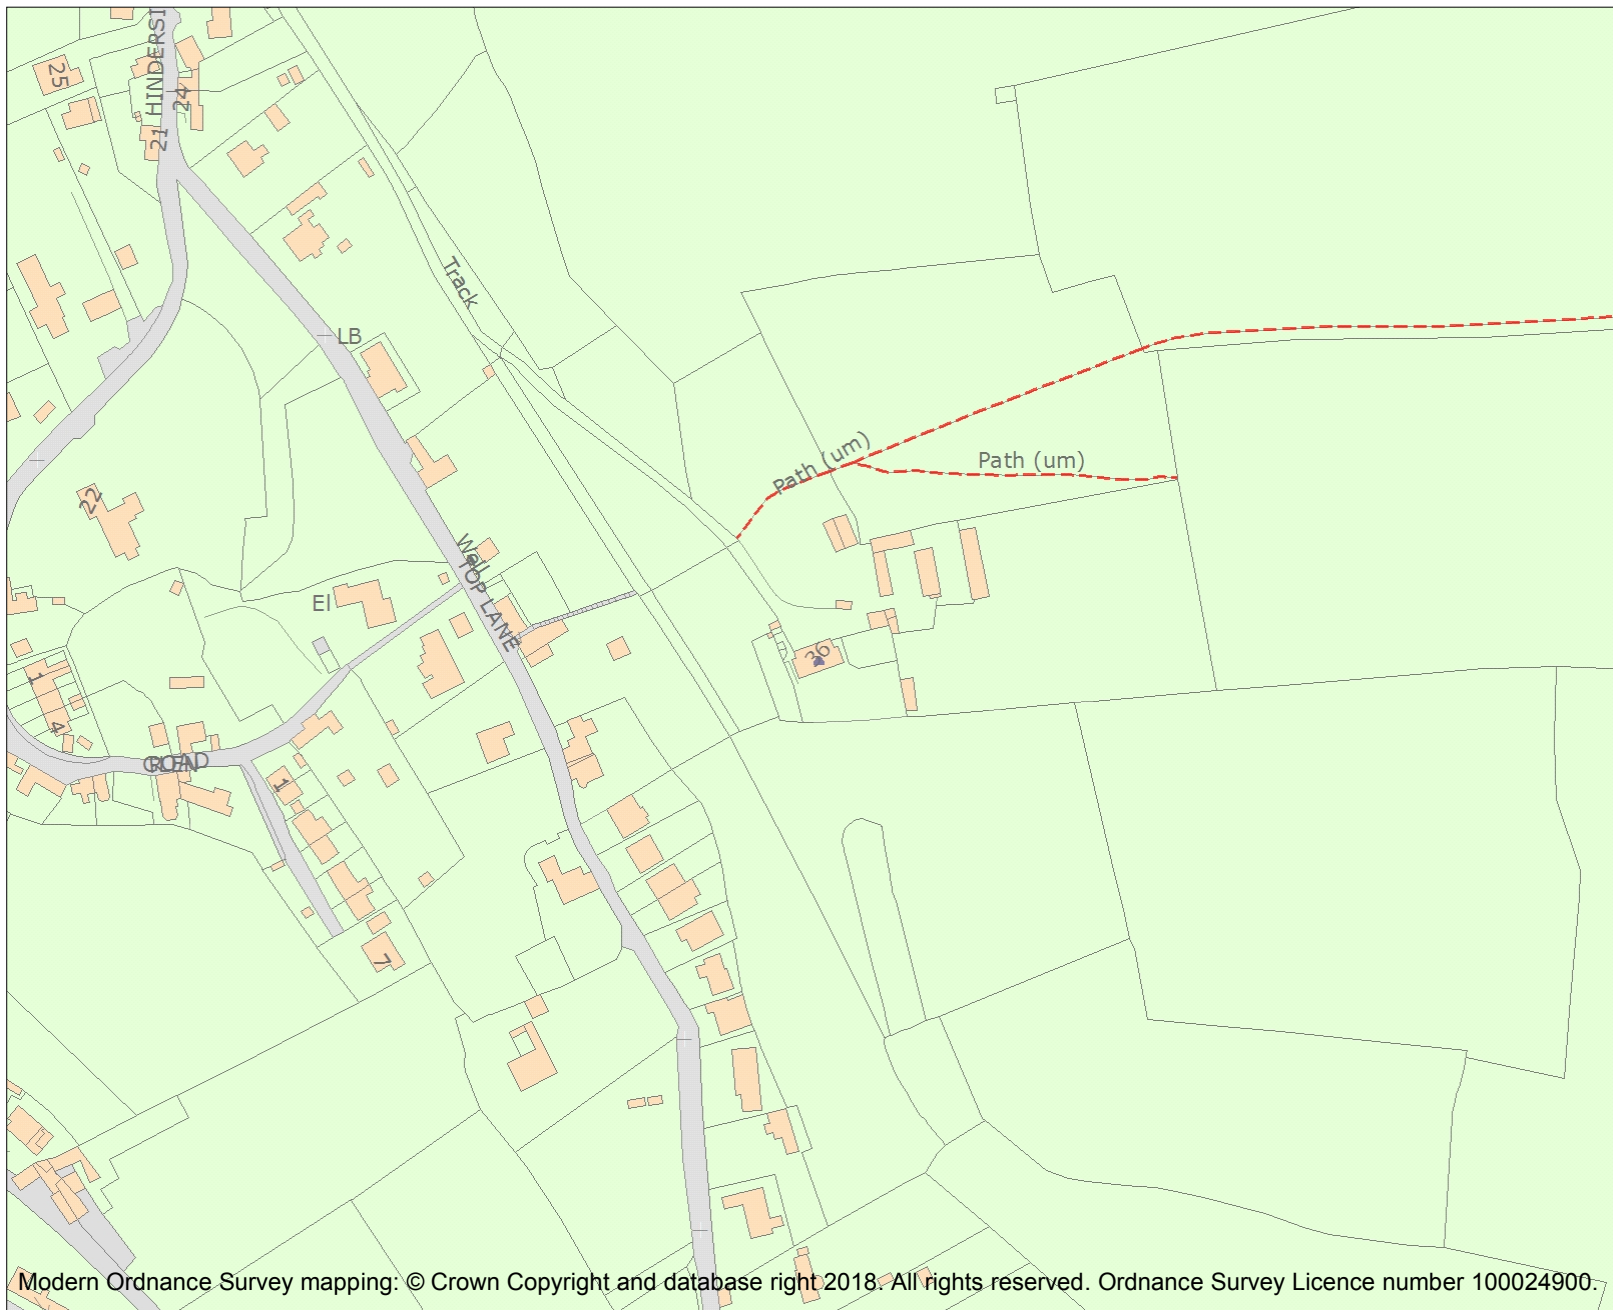 HINDERSI
25
24
21
Track
LB
Path (um)
Path (um)
22
Well
TOP LANE
El
36
1
4
ROAD
GLEN
1
7
Modern Ordnance Survey mapping: © Crown Copyright and database right 2018. All rights reserved. Ordnance Survey Licence number 100024900.